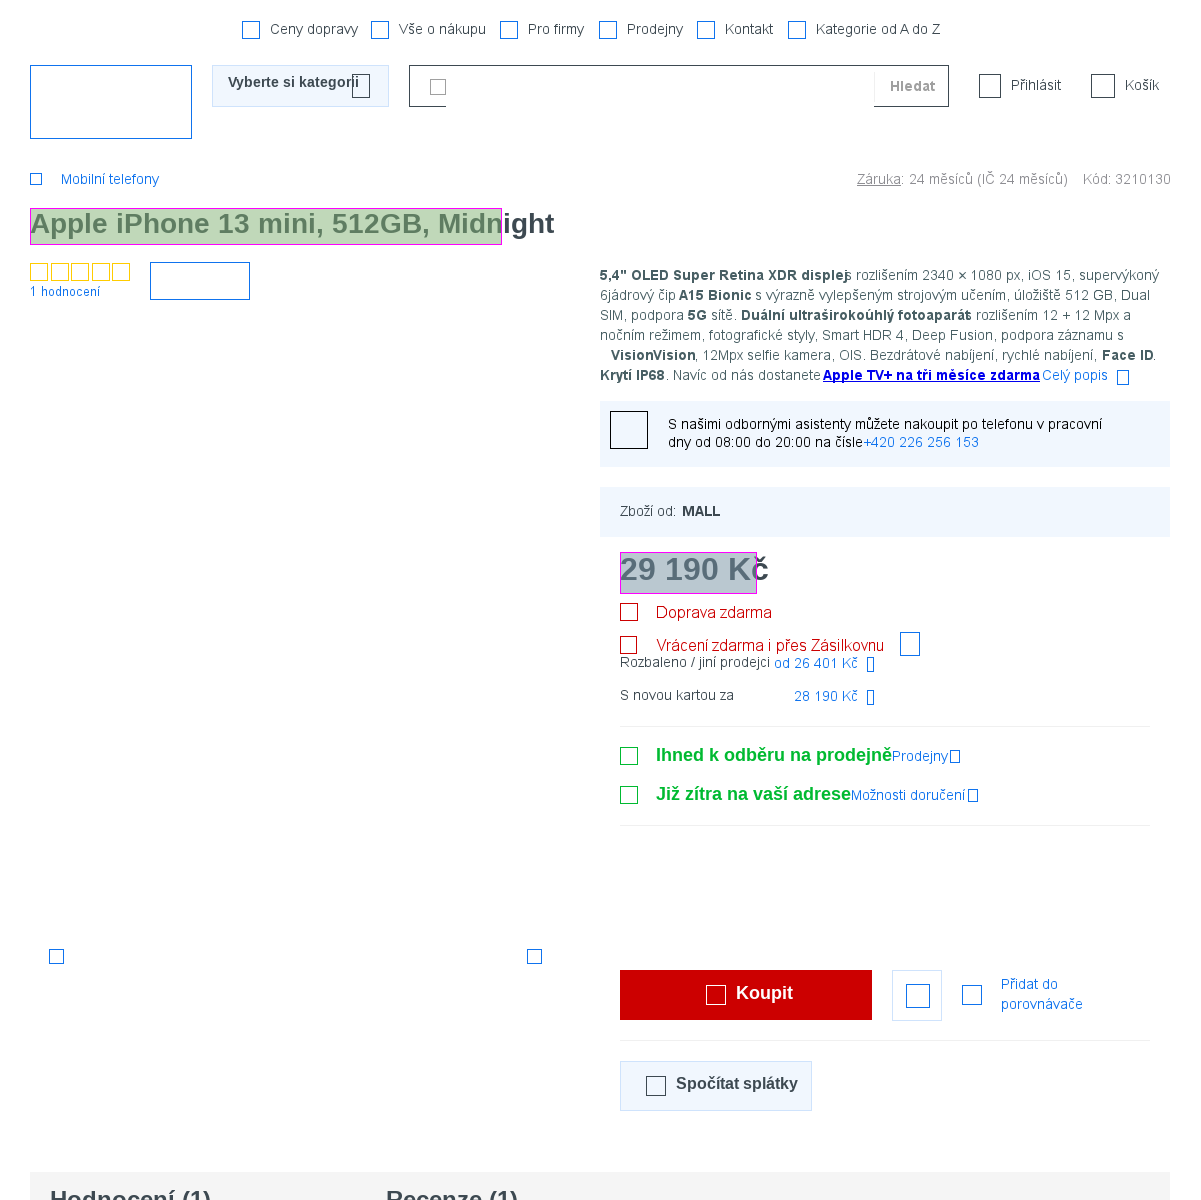 Ceny dopravy Vše o nákupu Pro firmy Prodejny Kontakt Kategorie od A do Z
Vyberte si kategorii Hledat Přihlásit Košík
Mobilní telefony Záruka: 24 měsíců (IČ 24 měsíců) Kód: 3210130
Apple iPhone 13 mini, 512GB, Midnight
1 hodnocení
5,4" OLED Super Retina XDR displej s rozlišením 2340 × 1080 px, iOS 15, supervýkoný
6jádrový čip A15 Bionic s výrazně vylepšeným strojovým učením, úložiště 512 GB, Dual
SIM, podpora 5G sítě. Duální ultraširokoúhlý fotoaparát s rozlišením 12 + 12 Mpx a
nočním režimem, fotografické styly, Smart HDR 4, Deep Fusion, podpora záznamu s
VisionVision, 12Mpx selfie kamera, OIS. Bezdrátové nabíjení, rychlé nabíjení, Face ID.
Krytí IP68. Navíc od nás dostanete Apple TV+ na tři měsíce zdarma Celý popis
S našimi odbornými asistenty můžete nakoupit po telefonu v pracovní
dny od 08:00 do 20:00 na čísle +420 226 256 153
Zboží od: MALL
29 190 Kč
Doprava zdarma
Vrácení zdarma i přes Zásilkovnu
Rozbaleno / jiní prodejci od 26 401 Kč
S novou kartou za 28 190 Kč
Ihned k odběru na prodejně Prodejny
Již zítra na vaší adrese Možnosti doručení
Koupit Přidat do
porovnávače
Spočítat splátky
Hodnocení (1) Recenze (1)